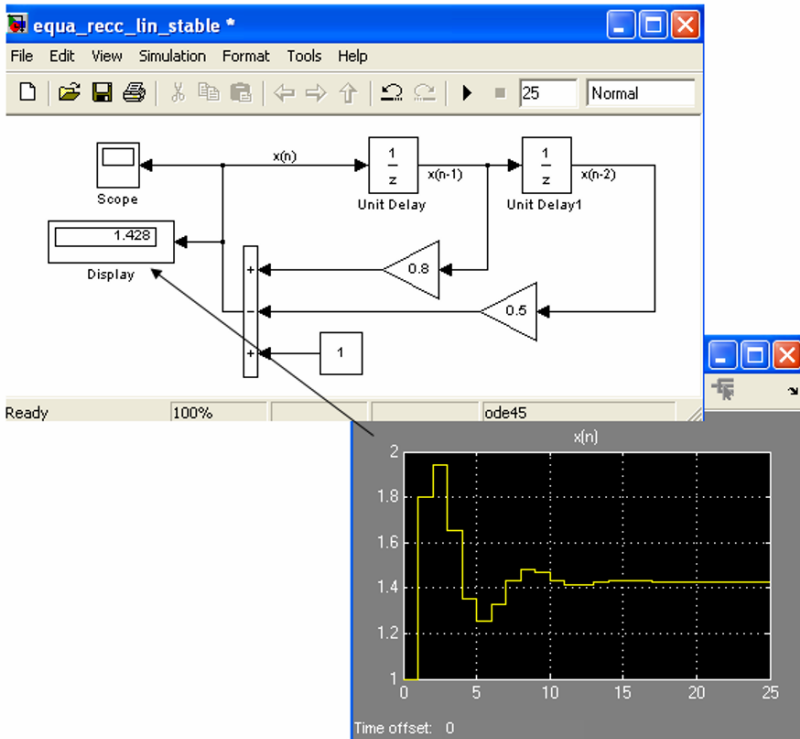 equa_recc_lin_stable *
File Edit View Simulation Format Tools Help
25 Normal
x(n)
1
z
x(n-1)
1
z
x(n-2)
Scope
Unit Delay
Unit Delay1
1.428
Display
+
0.8
−
0.5
+
1
Ready 100% ode45
x(n)
2
1.8
1.6
1.4
1.2
1
0 5 10 15 20 25
Time offset: 0